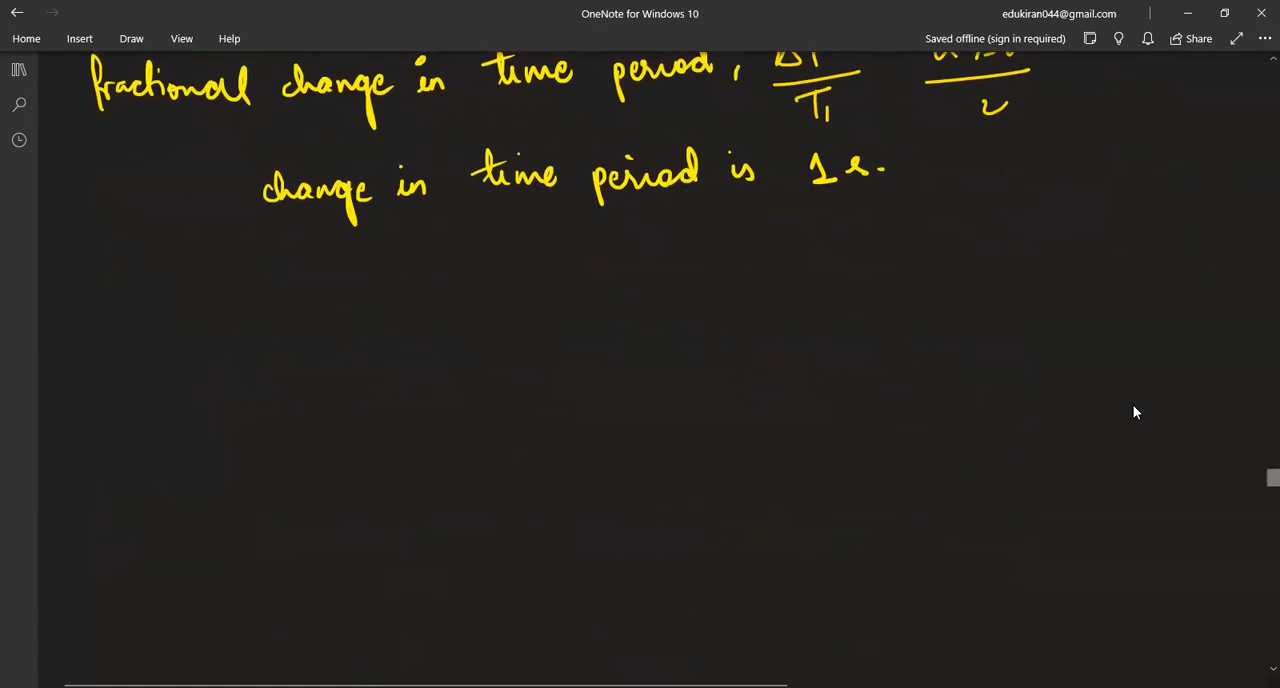 OneNote for Windows 10
edukiran044@gmail.com
Home Insert Draw View Help
Saved offline (sign in required)
Share
fractional change in time period, ΔT / T1
change in time period is 1 s.